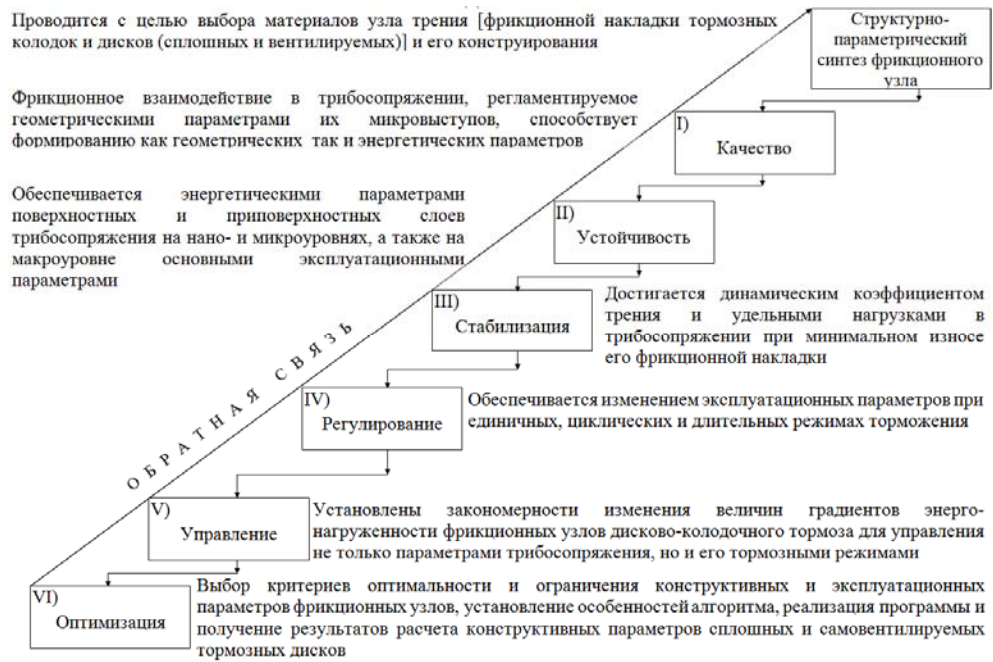 Проводится с целью выбора материалов узла трения [фрикционной накладки тормозных
колодок и дисков (сплошных и вентилируемых)] и его конструирования
Структурно-
параметрический
синтез фрикционного
узла
Фрикционное взаимодействие в трибосопряжении, регламентируемое
геометрическими параметрами их микровыступов, способствует
формированию как геометрических так и энергетических параметров
I)
Качество
Обеспечивается энергетическими параметрами
поверхностных и приповерхностных слоев
трибосопряжения на нано- и микроуровнях, а также на
макроуровне основными эксплуатационными
параметрами
II)
Устойчивость
III)
Стабилизация
Достигается динамическим коэффициентом
трения и удельными нагрузками в
трибосопряжении при минимальном износе
его фрикционной накладки
ОБРАТНАЯ СВЯЗЬ
IV)
Регулирование
Обеспечивается изменением эксплуатационных параметров при
единичных, циклических и длительных режимах торможения
V)
Управление
Установлены закономерности изменения величин градиентов энерго-
нагруженности фрикционных узлов дисково-колодочного тормоза для управления
не только параметрами трибосопряжения, но и его тормозными режимами
VI)
Оптимизация
Выбор критериев оптимальности и ограничения конструктивных и эксплуатационных
параметров фрикционных узлов, установление особенностей алгоритма, реализация программы и
получение результатов расчета конструктивных параметров сплошных и самовентилируемых
тормозных дисков